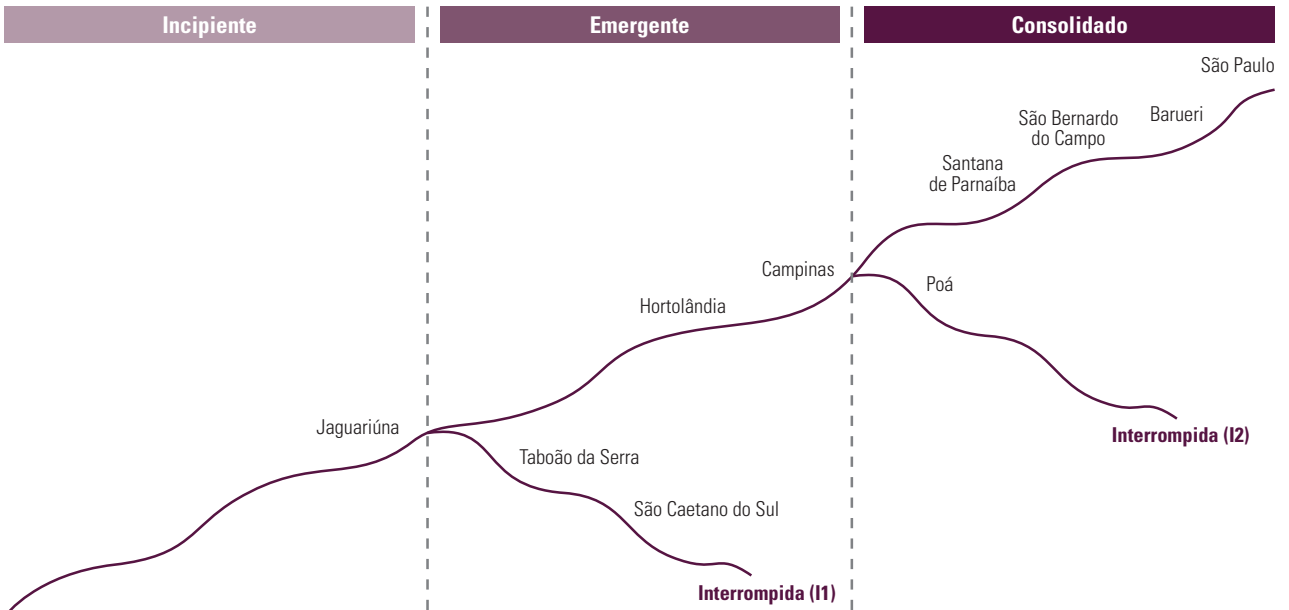 Incipiente
Emergente
Consolidado
São Paulo
São Bernardo
do Campo
Barueri
Santana
de Parnaíba
Campinas
Poá
Hortolândia
Jaguariúna
Interrompida (I2)
Taboão da Serra
São Caetano do Sul
Interrompida (I1)